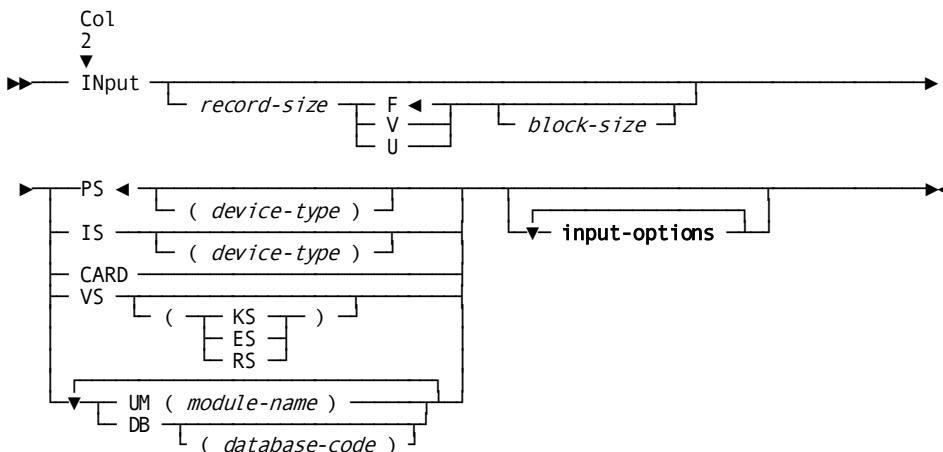 Col
2
INput
record-size F
V
U
block-size
PS
( device-type )
IS
( device-type )
CARD
VS
( KS )
ES
RS
input-options
UM ( module-name )
DB
( database-code )